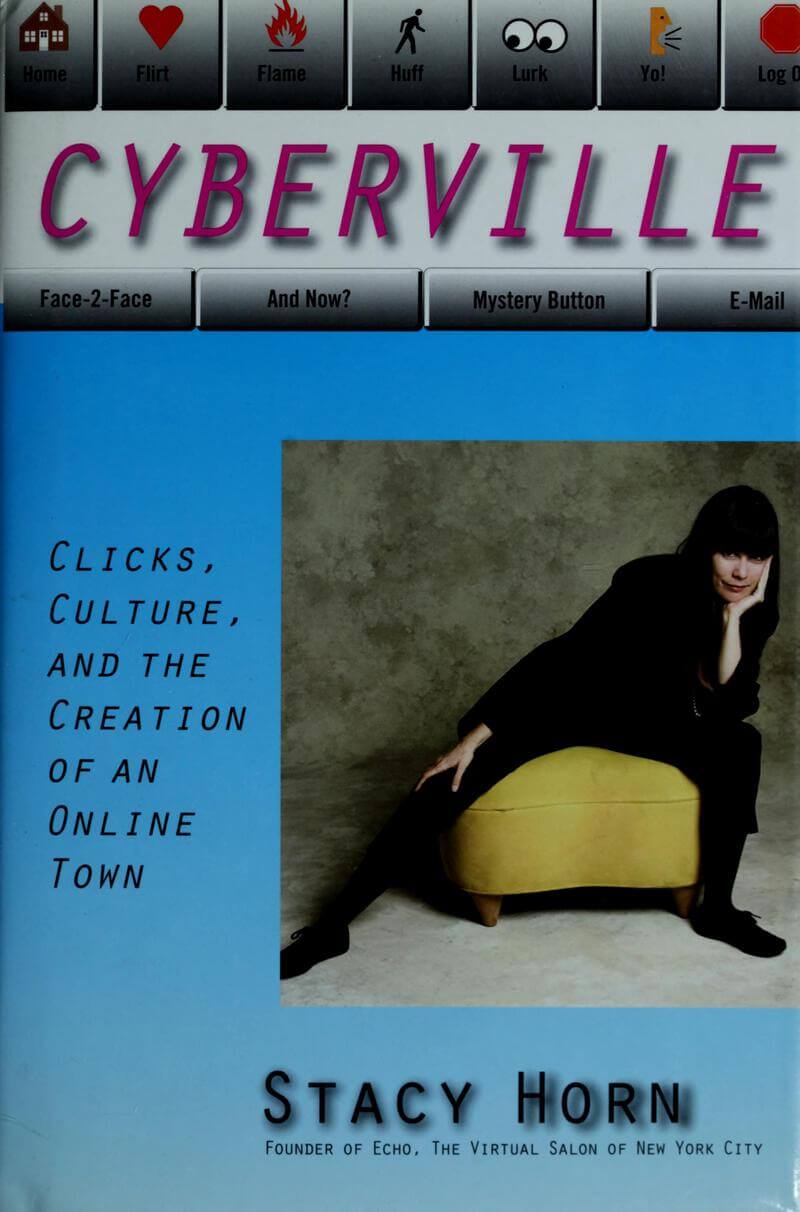 Home Flirt Flame Huff Lurk Yo! Log
CYBERVILLE
Face-2-Face And Now? Mystery Button E-Mail
CLICKS,
CULTURE,
AND THE
CREATION
OF AN
ONLINE
TOWN
STACY HORN
FOUNDER OF ECHO, THE VIRTUAL SALON OF NEW YORK CITY